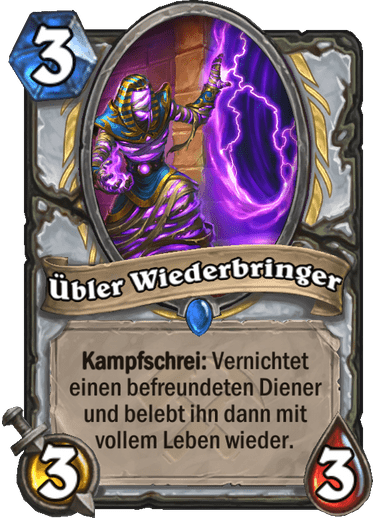 3
Übler Wiederbringer
Kampfschrei: Vernichtet
einen befreundeten Diener
und belebt ihn dann mit
vollem Leben wieder.
3
3